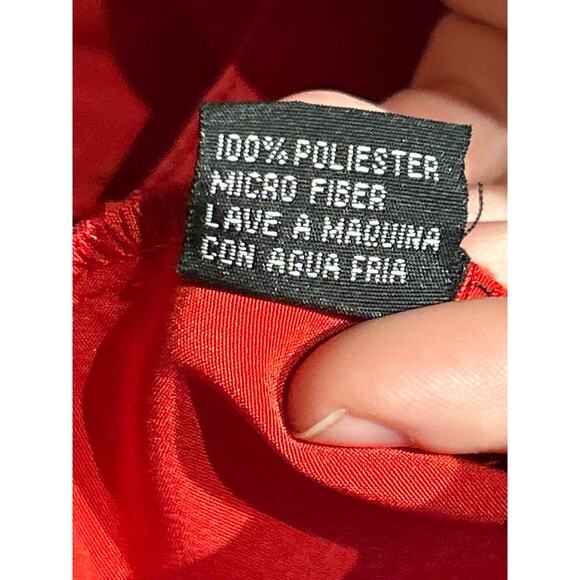 100% POLIESTER
MICRO FIBER
LAVE A MAQUINA
CON AGUA FRIA